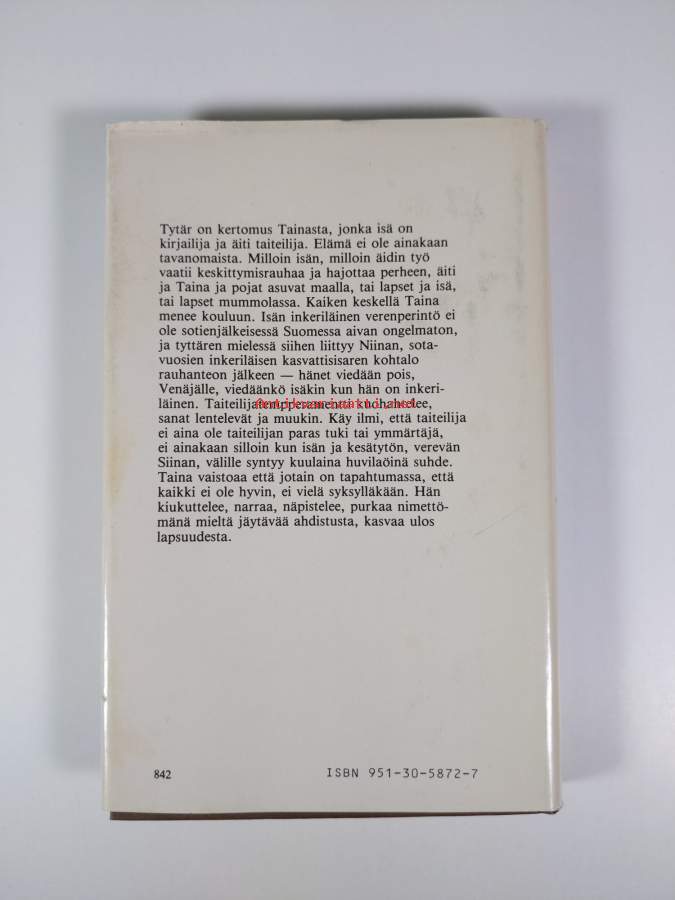 Tytär on kertomus Tainasta, jonka isä on
kirjailija ja äiti taiteilija. Elämä ei ole ainakaan
tavanomaista. Milloin isän, milloin äidin työ
vaatii keskittymisrauhaa ja hajottaa perheen, äiti
ja Taina ja pojat asuvat maalla, tai lapset ja isä,
tai lapset mummolassa. Kaiken keskellä Taina
menee kouluun. Isän inkeriläinen verenperintö ei
ole sotienjälkeisessä Suomessa aivan ongelmaton,
ja tyttären mielessä siihen liittyy Niinan, sota-
vuosien inkeriläisen kasvattisisaren kohtalo
rauhanteon jälkeen — hänet viedään pois,
Venäjälle, viedäänkö isäkin kun hän on inkeri-
läinen. Taiteilijatemperamentit kuohahtelee,
Antikvariaatti.net
sanat lentelevät ja muukin. Käy ilmi, että taiteilija
ei aina ole taiteilijan paras tuki tai ymmärtäjä,
ei ainakaan silloin kun isän ja kesätytön, verevän
Siinan, välille syntyy kuulaina huvilaöinä suhde.
Taina vaistoaa että jotain on tapahtumassa, että
kaikki ei ole hyvin, ei vielä syksylläkään. Hän
kiukuttelee, narraa, näpistelee, purkaa nimettö-
mänä mieltä jäytävää ahdistusta, kasvaa ulos
lapsuudesta.
842
ISBN 951-30-5872-7